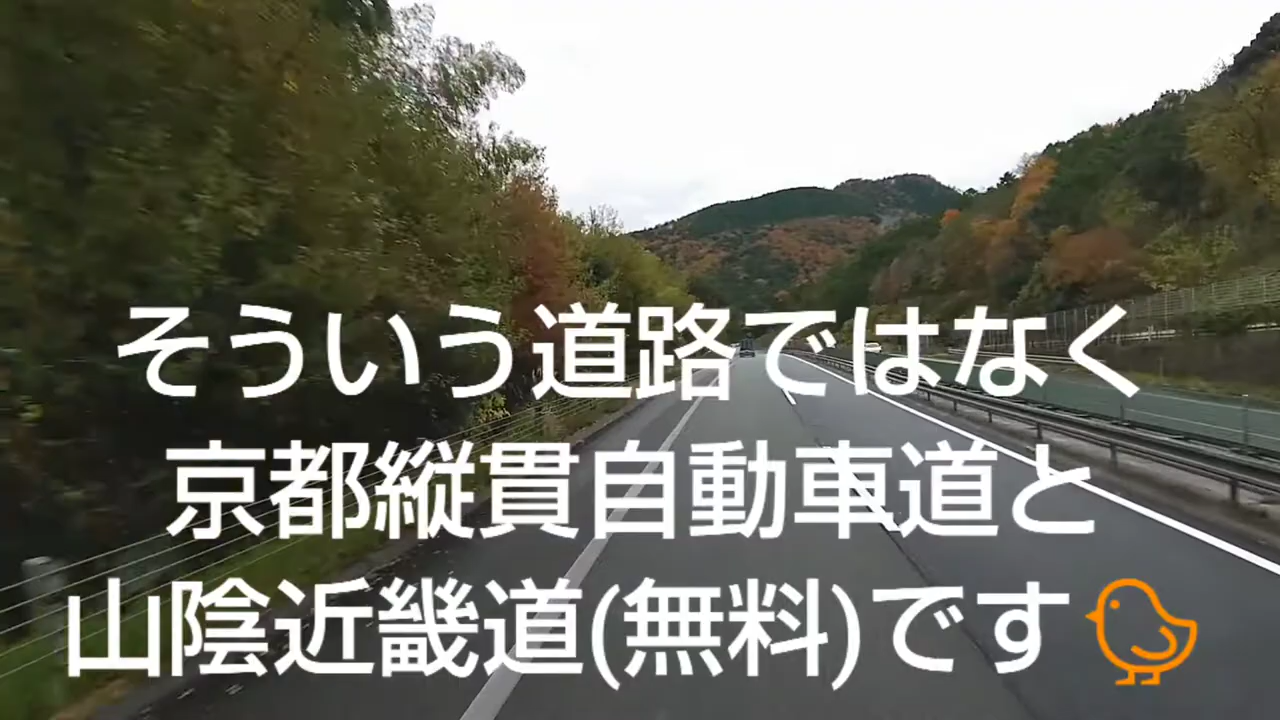 そういう道路ではなく
京都縦貫自動車道と
山陰近畿道(無料)です